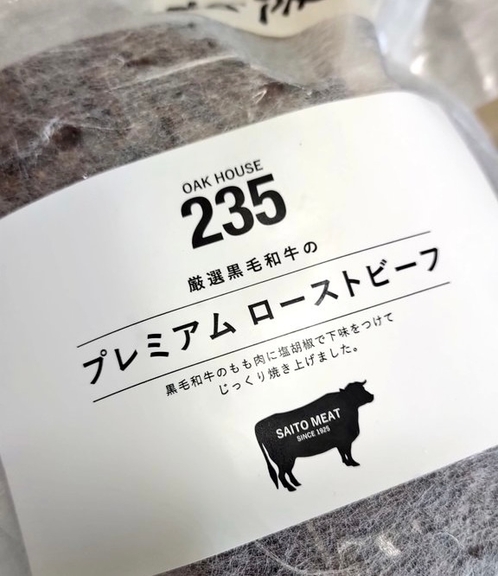 OAK HOUSE
235
厳選黒毛和牛の
プレミアム ローストビーフ
黒毛和牛のもも肉に塩胡椒で下味をつけて
じっくり焼き上げました。
SAITO MEAT
SINCE 1925